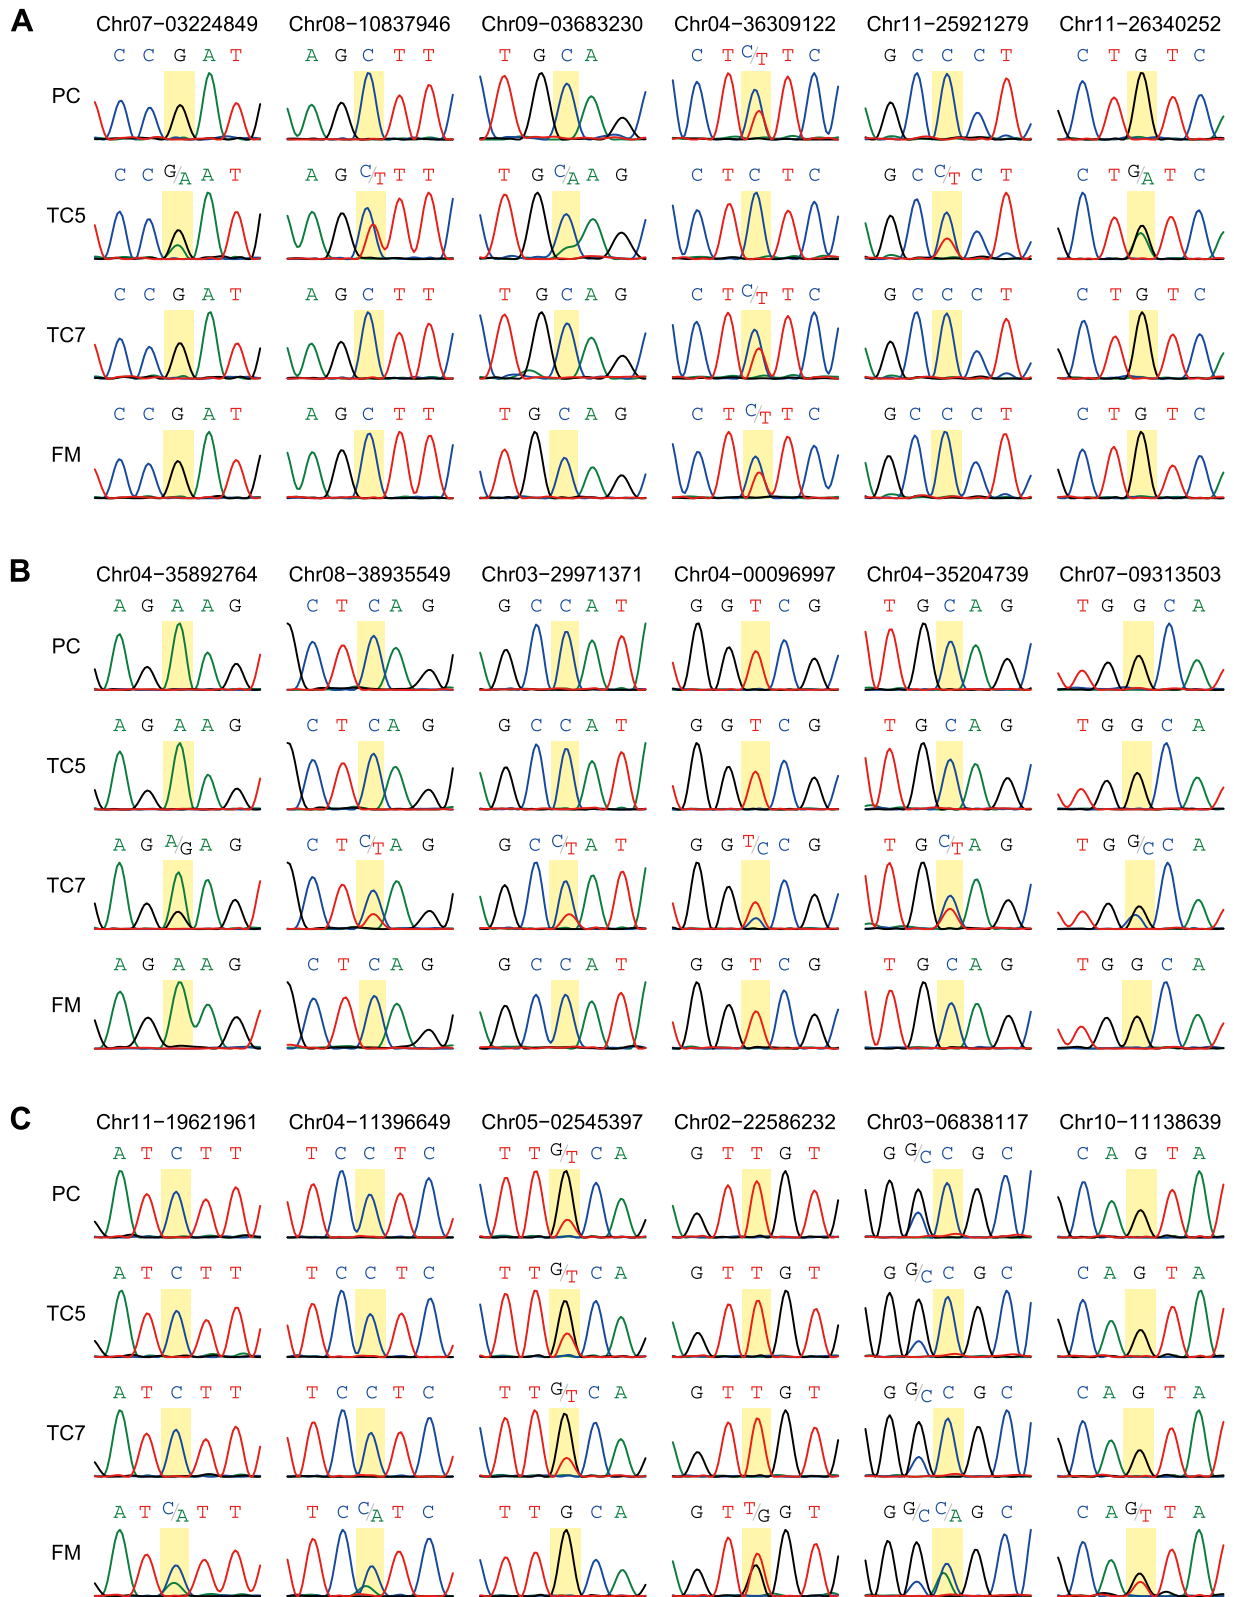 A
Chr07−03224849 Chr08−10837946 Chr09−03683230 Chr04−36309122 Chr11−25921279 Chr11−26340252
C C G A T A G C T T T G C A C T C/T T C G C C C T C T G T C
PC
C C G/A A T A G C/T T T T G C/A A G C T C T C G C C/T C T C T G/A T C
TC5
C C G A T A G C T T T G C A G C T C/T T C G C C C T C T G T C
TC7
C C G A T A G C T T T G C A G C T C/T T C G C C C T C T G T C
FM
B
Chr04−35892764 Chr08−38935549 Chr03−29971371 Chr04−00096997 Chr04−35204739 Chr07−09313503
A G A A G C T C A G G C C A T G G T C G T G C A G T G G C A
PC
A G A A G C T C A G G C C A T G G T C G T G C A G T G G C A
TC5
A G A/G A G C T C/T A G G C C/T A T G G T/C C G T G C/T A G T G G/C C A
TC7
A G A A G C T C A G G C C A T G G T C G T G C A G T G G C A
FM
C
Chr11−19621961 Chr04−11396649 Chr05−02545397 Chr02−22586232 Chr03−06838117 Chr10−11138639
A T C T T T C C T C T T G/T C A G T T G T G G/C C G C C A G T A
PC
A T C T T T C C T C T T G/T C A G T T G T G G/C C G C C A G T A
TC5
A T C T T T C C T C T T G/T C A G T T G T G G/C C G C C A G T A
TC7
A T C/A T T T C C/A T C T T G C A G T T/G G T G G/C C/A G C C A G/T T A
FM